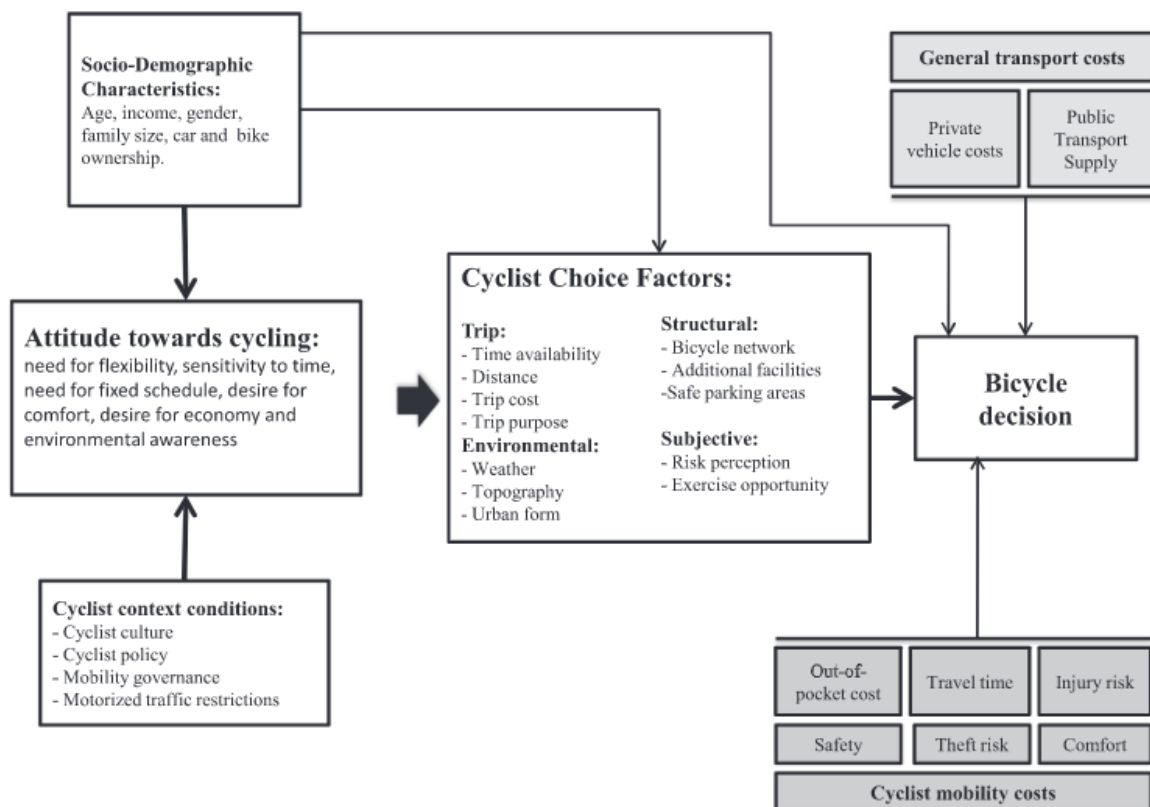 Socio-Demographic
Characteristics:
Age, income, gender,
family size, car and bike
ownership.
General transport costs
Private
vehicle costs
Public
Transport
Supply
Attitude towards cycling:
need for flexibility, sensitivity to time,
need for fixed schedule, desire for
comfort, desire for economy and
environmental awareness
Cyclist Choice Factors:
Trip:
- Time availability
- Distance
- Trip cost
- Trip purpose
Environmental:
- Weather
- Topography
- Urban form
Structural:
- Bicycle network
- Additional facilities
-Safe parking areas
Subjective:
- Risk perception
- Exercise opportunity
Bicycle
decision
Cyclist context conditions:
- Cyclist culture
- Cyclist policy
- Mobility governance
- Motorized traffic restrictions
Out-of-
pocket cost
Travel time
Injury risk
Safety
Theft risk
Comfort
Cyclist mobility costs